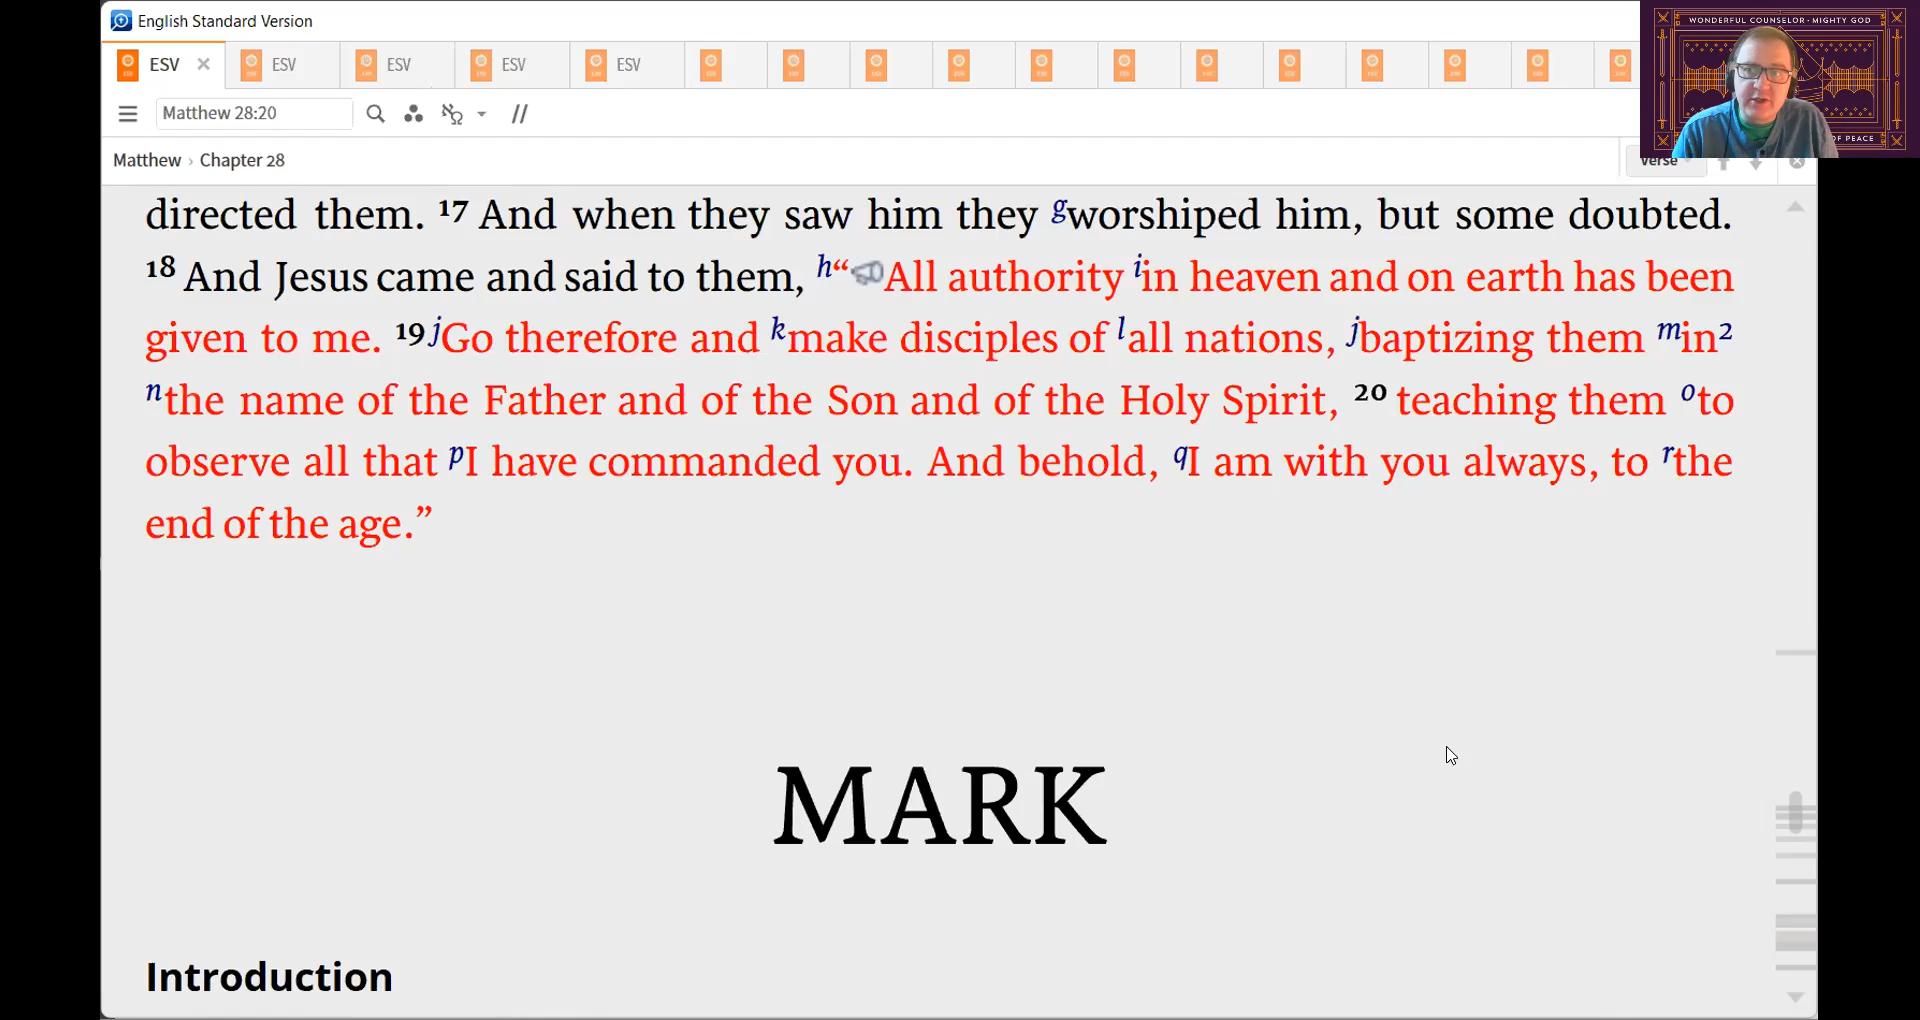 English Standard Version
WONDERFUL COUNSELOR · MIGHTY GOD
ESV ESV ESV ESV ESV
Matthew 28:20
OF PEACE
Matthew › Chapter 28
Verse
directed them. 17 And when they saw him they gworshiped him, but some doubted.
18 And Jesus came and said to them, h“All authority iin heaven and on earth has been
given to me. 19 jGo therefore and kmake disciples of lall nations, jbaptizing them min2
nthe name of the Father and of the Son and of the Holy Spirit, 20 teaching them oto
observe all that pI have commanded you. And behold, qI am with you always, to rthe
end of the age.”
MARK
Introduction